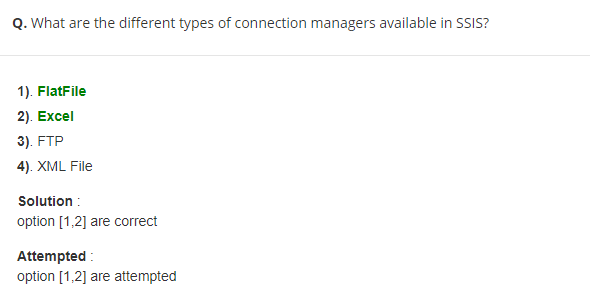 Q. What are the different types of connection managers available in SSIS?
1). FlatFile
2). Excel
3). FTP
4). XML File
Solution :
option [1,2] are correct
Attempted :
option [1,2] are attempted